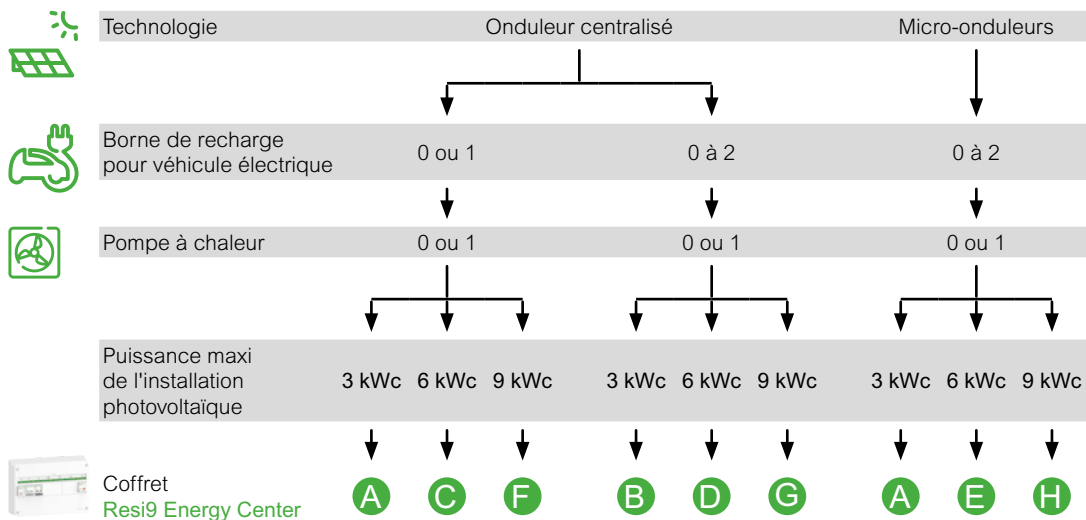 Technologie
Onduleur centralisé
Micro-onduleurs
Borne de recharge
pour véhicule électrique
0 ou 1
0 à 2
0 à 2
Pompe à chaleur
0 ou 1
0 ou 1
0 ou 1
Puissance maxi
de l'installation
photovoltaïque
3 kWc 6 kWc 9 kWc
3 kWc 6 kWc 9 kWc
3 kWc 6 kWc 9 kWc
Coffret
Resi9 Energy Center
A C F
B D G
A E H